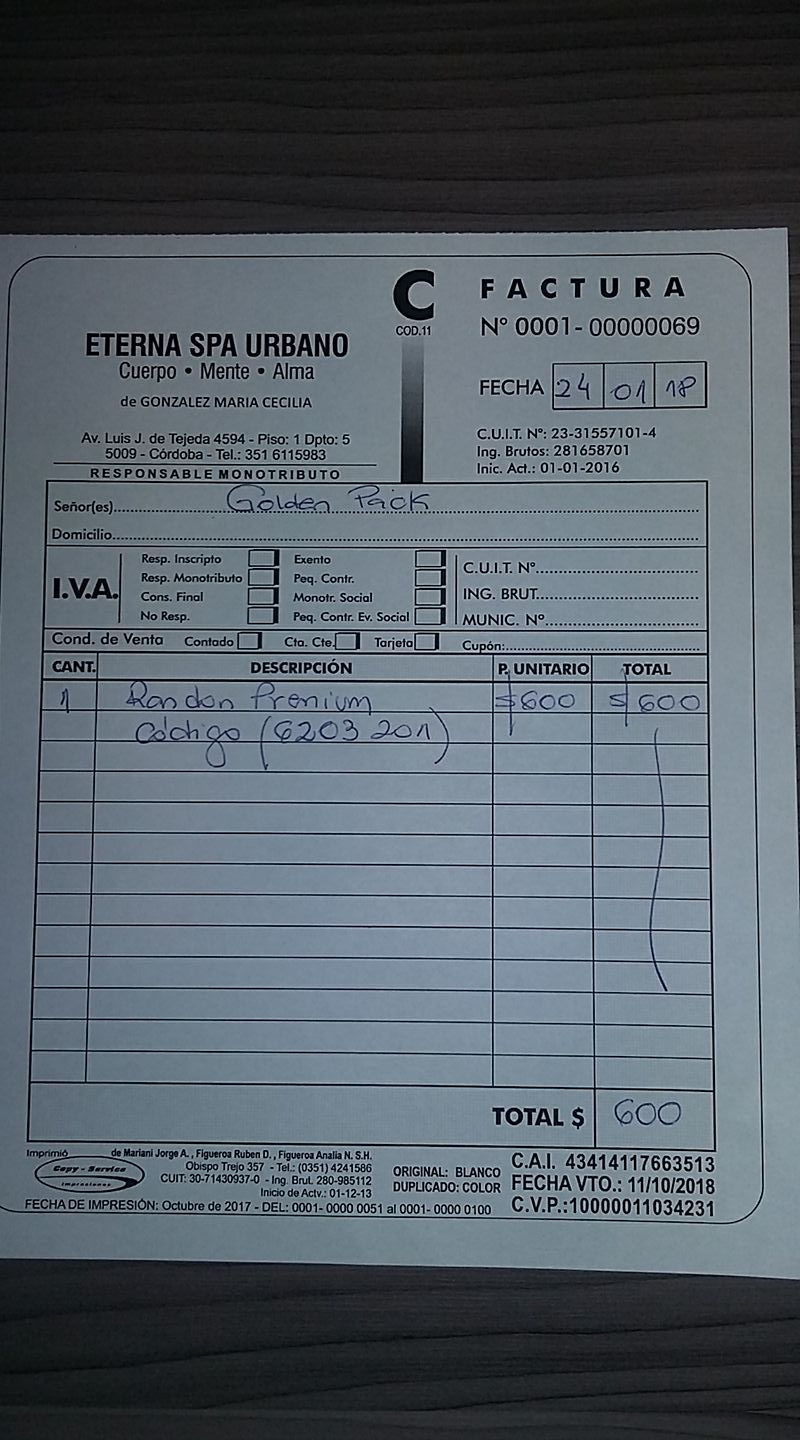 C
COD.11
FACTURA
Nº 0001- 00000069
ETERNA SPA URBANO
Cuerpo • Mente • Alma
de GONZALEZ MARIA CECILIA
FECHA 24 01 18
Av. Luis J. de Tejeda 4594 - Piso: 1 Dpto: 5
5009 - Córdoba - Tel.: 351 6115983
RESPONSABLE MONOTRIBUTO
C.U.I.T. Nº: 23-31557101-4
Ing. Brutos: 281658701
Inic. Act.: 01-01-2016
Señor(es) Golden Pack
Domicilio
I.V.A.
Resp. Inscripto Exento
Resp. Monotributo Peq. Contr.
Cons. Final Monotr. Social
No Resp. Peq. Contr. Ev. Social
C.U.I.T. Nº
ING. BRUT.
MUNIC. Nº
Cond. de Venta Contado Cta. Cte. Tarjeta Cupón:
CANT. DESCRIPCIÓN P. UNITARIO TOTAL
1 Random Premium $600 $600
Código (6203 201)
TOTAL $ 600
Imprimió
Copy - Service
Impresiones
de Mariani Jorge A. , Figueroa Ruben D. , Figueroa Analia N. S.H.
Obispo Trejo 357 - Tel.: (0351) 4241586
CUIT: 30-71430937-0 - Ing. Brut. 280-985112
Inicio de Actv.: 01-12-13
FECHA DE IMPRESIÓN: Octubre de 2017 - DEL: 0001- 0000 0051 al 0001- 0000 0100
ORIGINAL: BLANCO
DUPLICADO: COLOR
C.A.I. 43414117663513
FECHA VTO.: 11/10/2018
C.V.P.:10000011034231